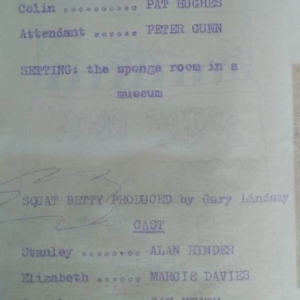 Colin .......... PAT HUGHES
Attendant ...... PETER GUNN
SETTING: the sponge room in a
museum
SQUAT BETTY PRODUCED by Gary Lindsay
CAST
Stanley ........ ALAN HINDER
Elizabeth ...... MARGIE DAVIES